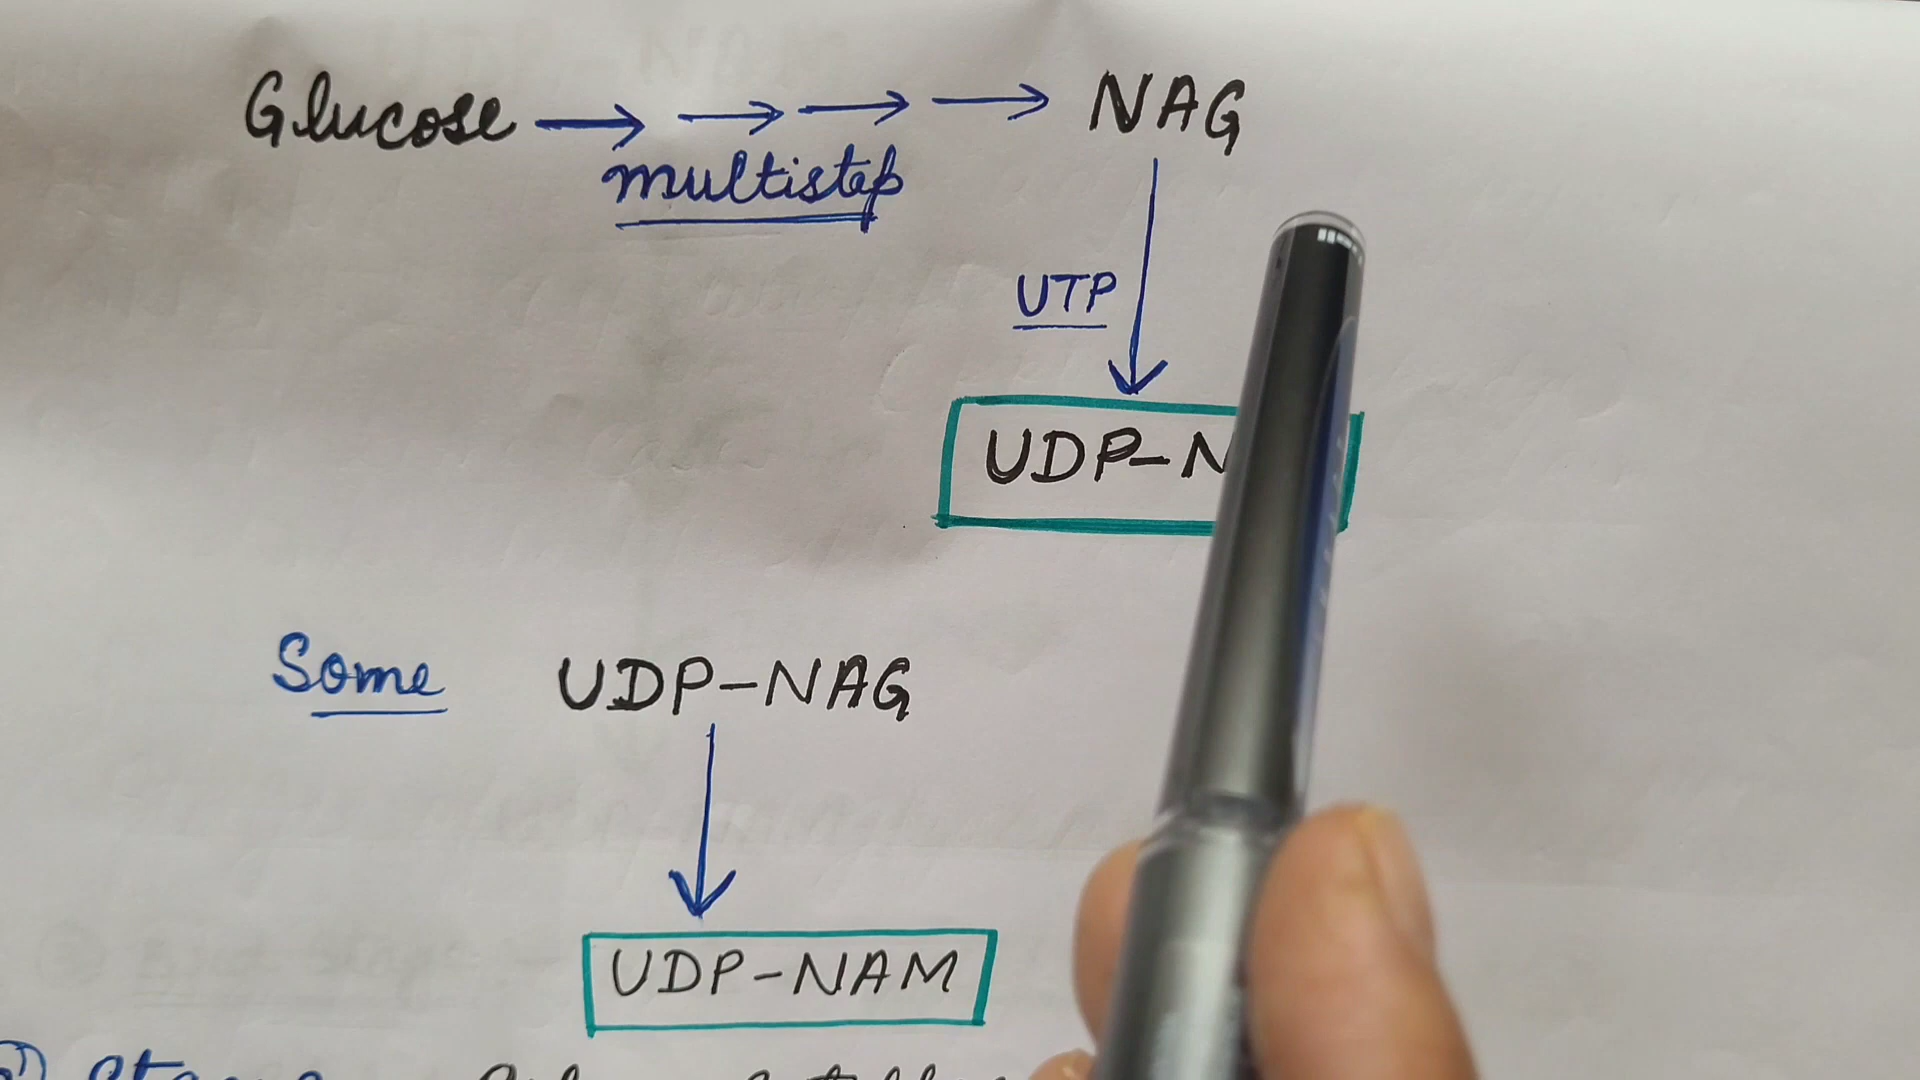 Glucose → → → → NAG
multistep
UTP
UDP-N
Some UDP-NAG
UDP-NAM